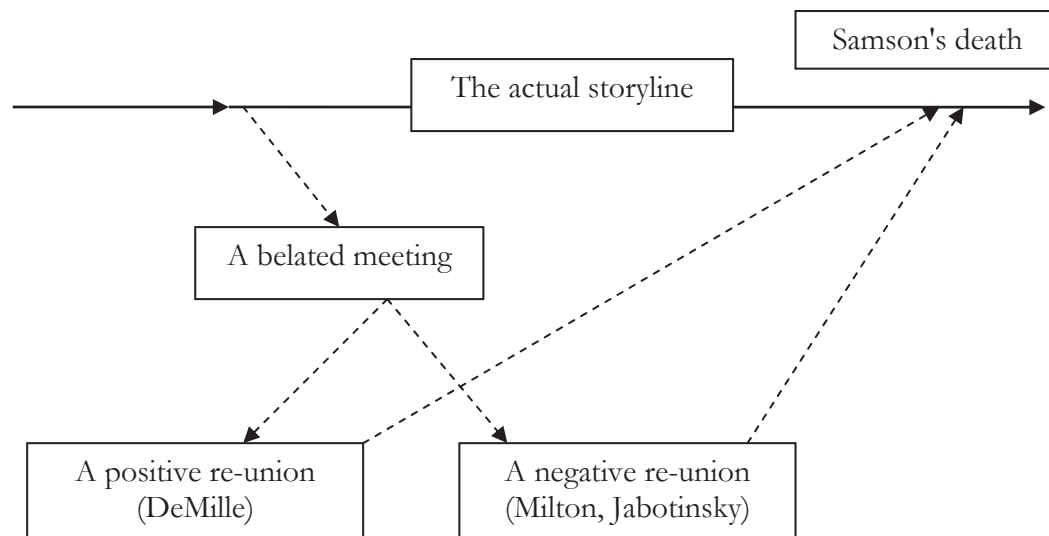 Samson's death
The actual storyline
A belated meeting
A positive re-union
(DeMille)
A negative re-union
(Milton, Jabotinsky)